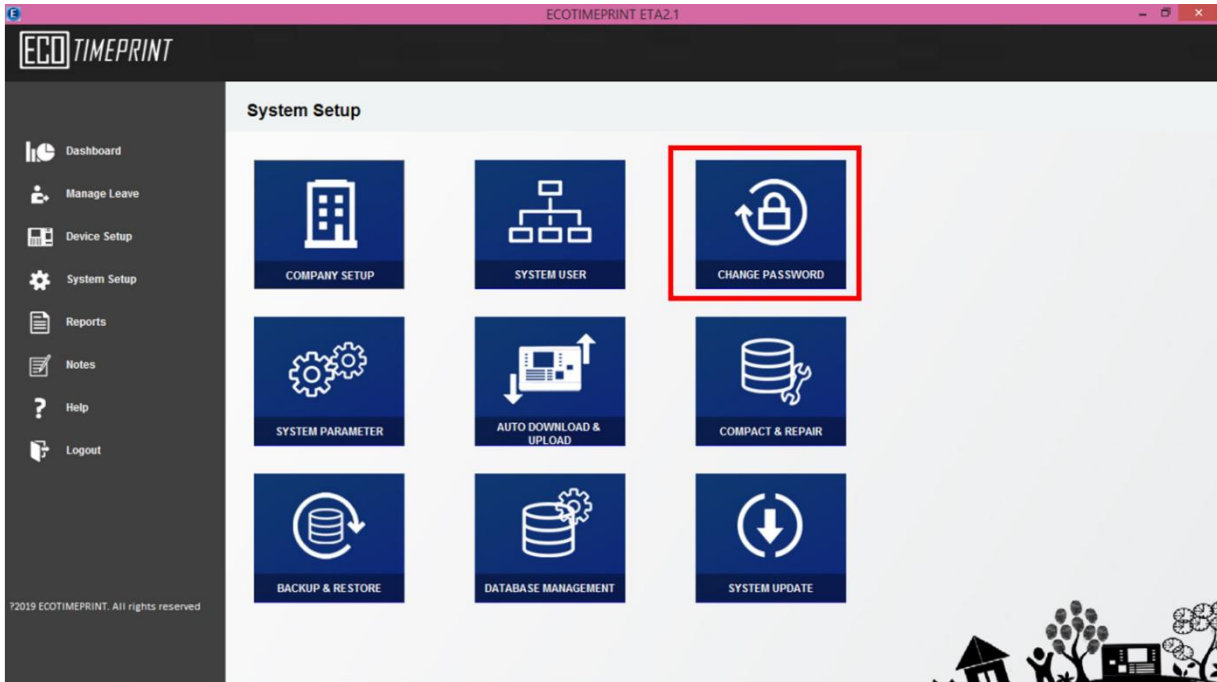 ECOTIMEPRINT ETA2.1
ECO TIMEPRINT
System Setup
Dashboard
Manage Leave
Device Setup
System Setup
Reports
Notes
Help
Logout
?2019 ECOTIMEPRINT. All rights reserved
COMPANY SETUP
SYSTEM USER
CHANGE PASSWORD
SYSTEM PARAMETER
AUTO DOWNLOAD &
UPLOAD
COMPACT & REPAIR
BACKUP & RESTORE
DATABASE MANAGEMENT
SYSTEM UPDATE